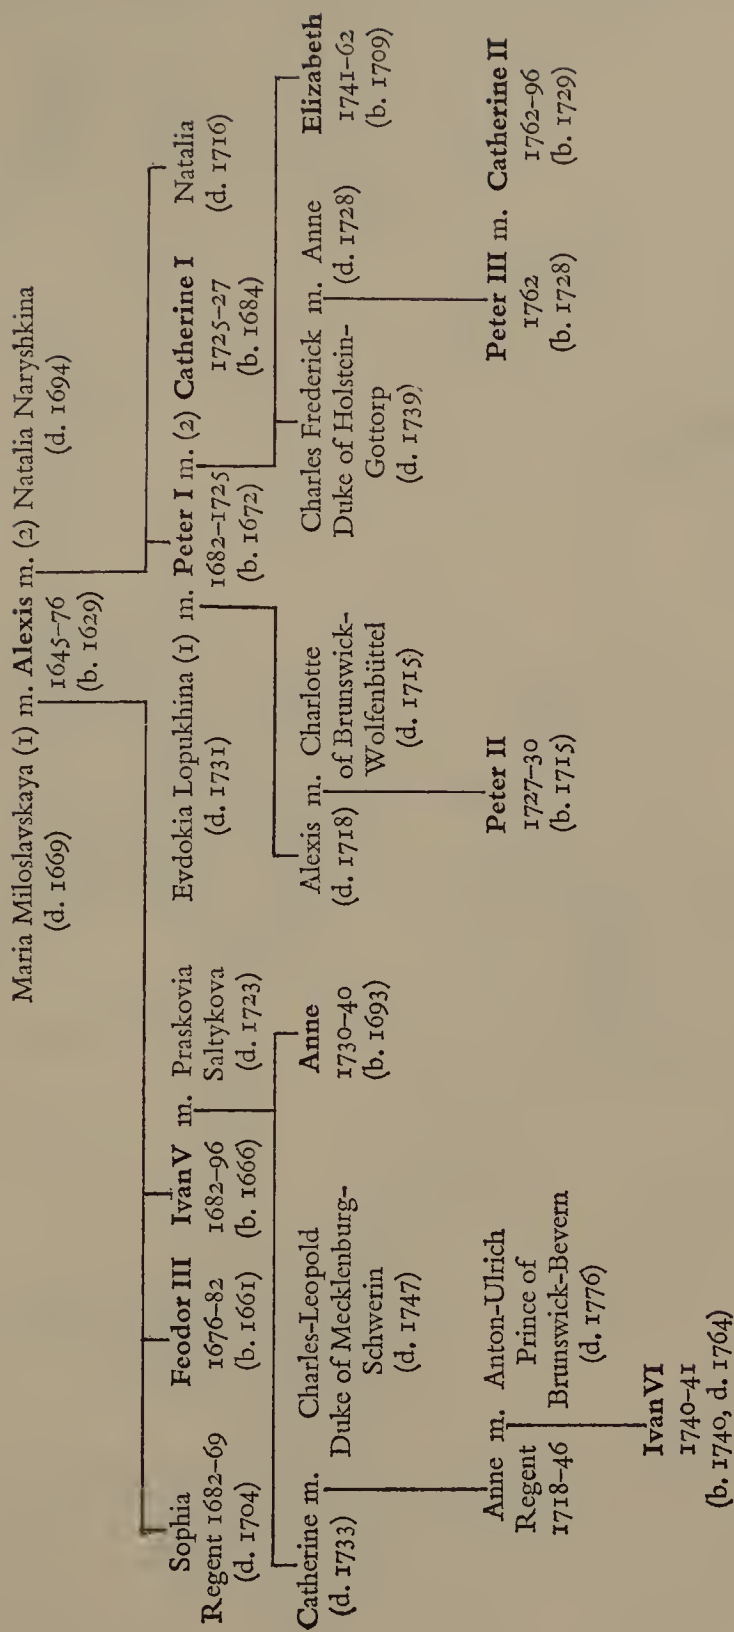 Maria Miloslavskaya (1) m. Alexis m. (2) Natalia Naryshkina
(d. 1669)
1645–76
(b. 1629)
(d. 1694)
Sophia
Regent 1682–69
(d. 1704)
Feodor III
1676–82
(b. 1661)
Ivan V m. Praskovia
1682–96
(b. 1666)
Saltykova
(d. 1723)
Evdokia Lopukhina (1) m. Peter I m. (2) Catherine I
(d. 1731)
1682–1725
(b. 1672)
1725–27
(b. 1684)
Natalia
(d. 1716)
Catherine m.
(d. 1733)
Charles-Leopold
Duke of Mecklenburg-
Schwerin
(d. 1747)
Anne
1730–40
(b. 1693)
Alexis m. Charlotte
(d. 1718)
of Brunswick-
Wolfenbüttel
(d. 1715)
Charles Frederick m. Anne
Duke of Holstein-
Gottorp
(d. 1739)
(d. 1728)
Elizabeth
1741–62
(b. 1709)
Anne m. Anton-Ulrich
Regent
1718–46
Prince of
Brunswick-Bevern
(d. 1776)
Peter II
1727–30
(b. 1715)
Peter III m. Catherine II
1762
(b. 1728)
1762–96
(b. 1729)
Ivan VI
1740–41
(b. 1740, d. 1764)